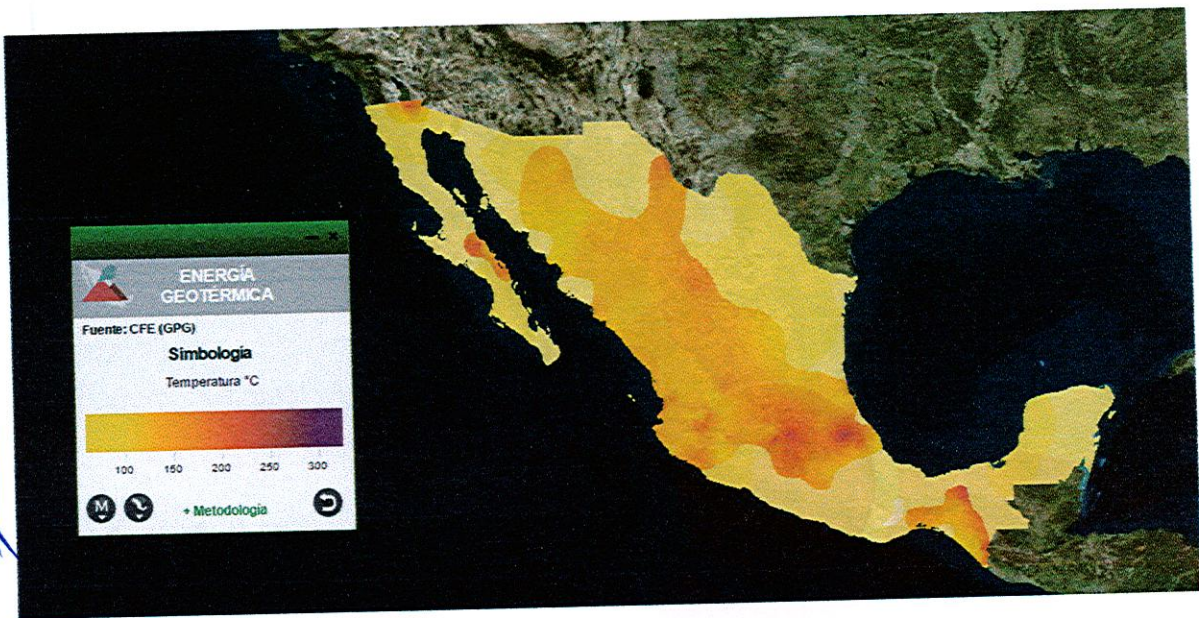 ENERGÍA
GEOTÉRMICA
Fuente: CFE (GPG)
Simbología
Temperatura °C
100 150 200 250 300
M
+ Metodología